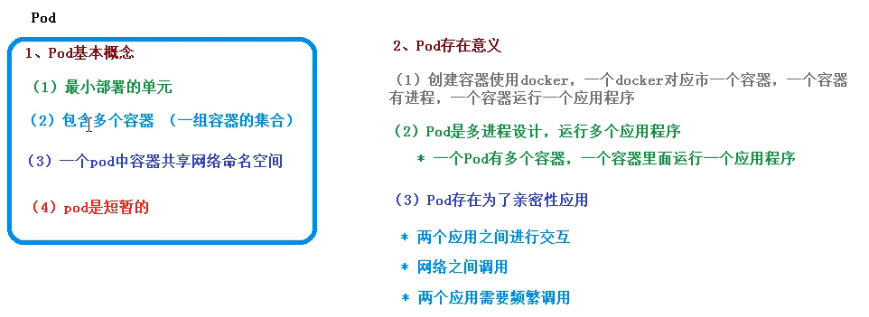 Pod
1、Pod基本概念
（1）最小部署的单元
（2）包含多个容器 （一组容器的集合）
（3）一个pod中容器共享网络命名空间
（4）pod是短暂的
2、Pod存在意义
（1）创建容器使用docker，一个docker对应市一个容器，一个容器
有进程，一个容器运行一个应用程序
（2）Pod是多进程设计，运行多个应用程序
* 一个Pod有多个容器，一个容器里面运行一个应用程序
（3）Pod存在为了亲密性应用
* 两个应用之间进行交互
* 网络之间调用
* 两个应用需要频繁调用